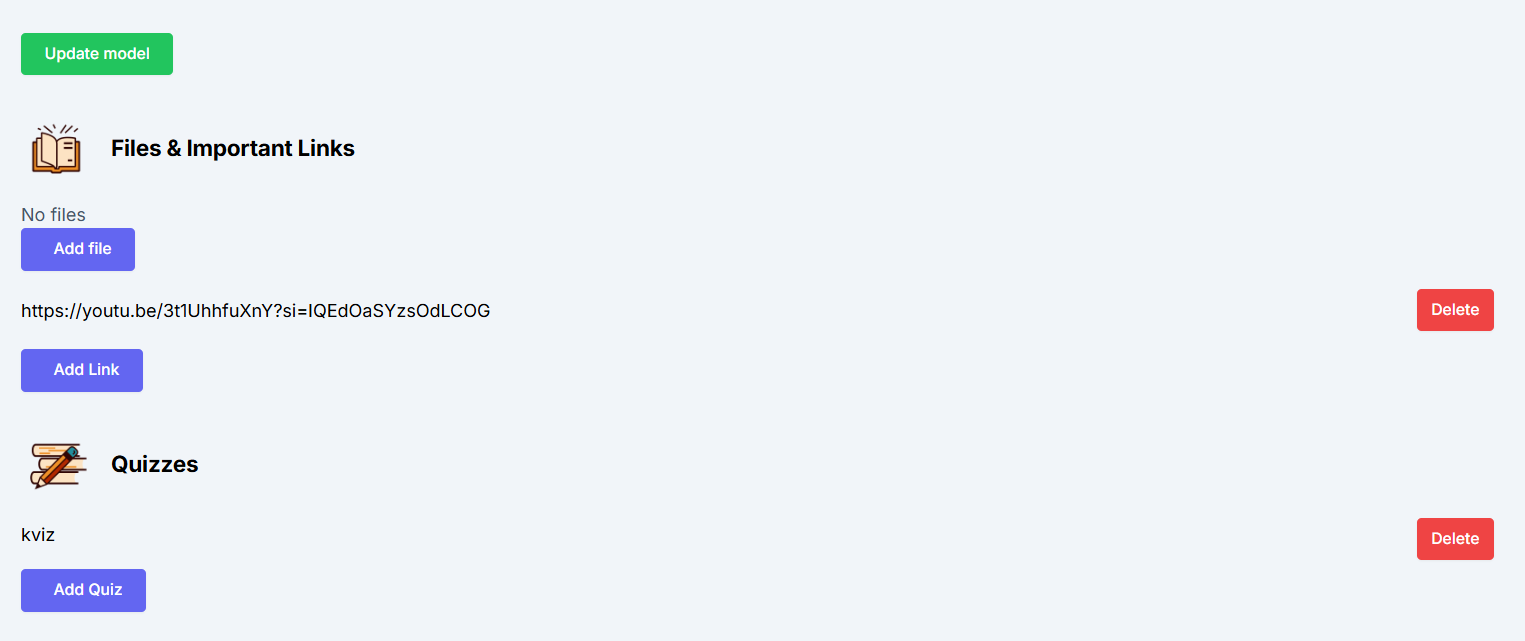 Update model
Files & Important Links
No files
Add file
https://youtu.be/3t1UhhfuXnY?si=IQEdOaSYzsOdLCOG
Delete
Add Link
Quizzes
kviz
Delete
Add Quiz